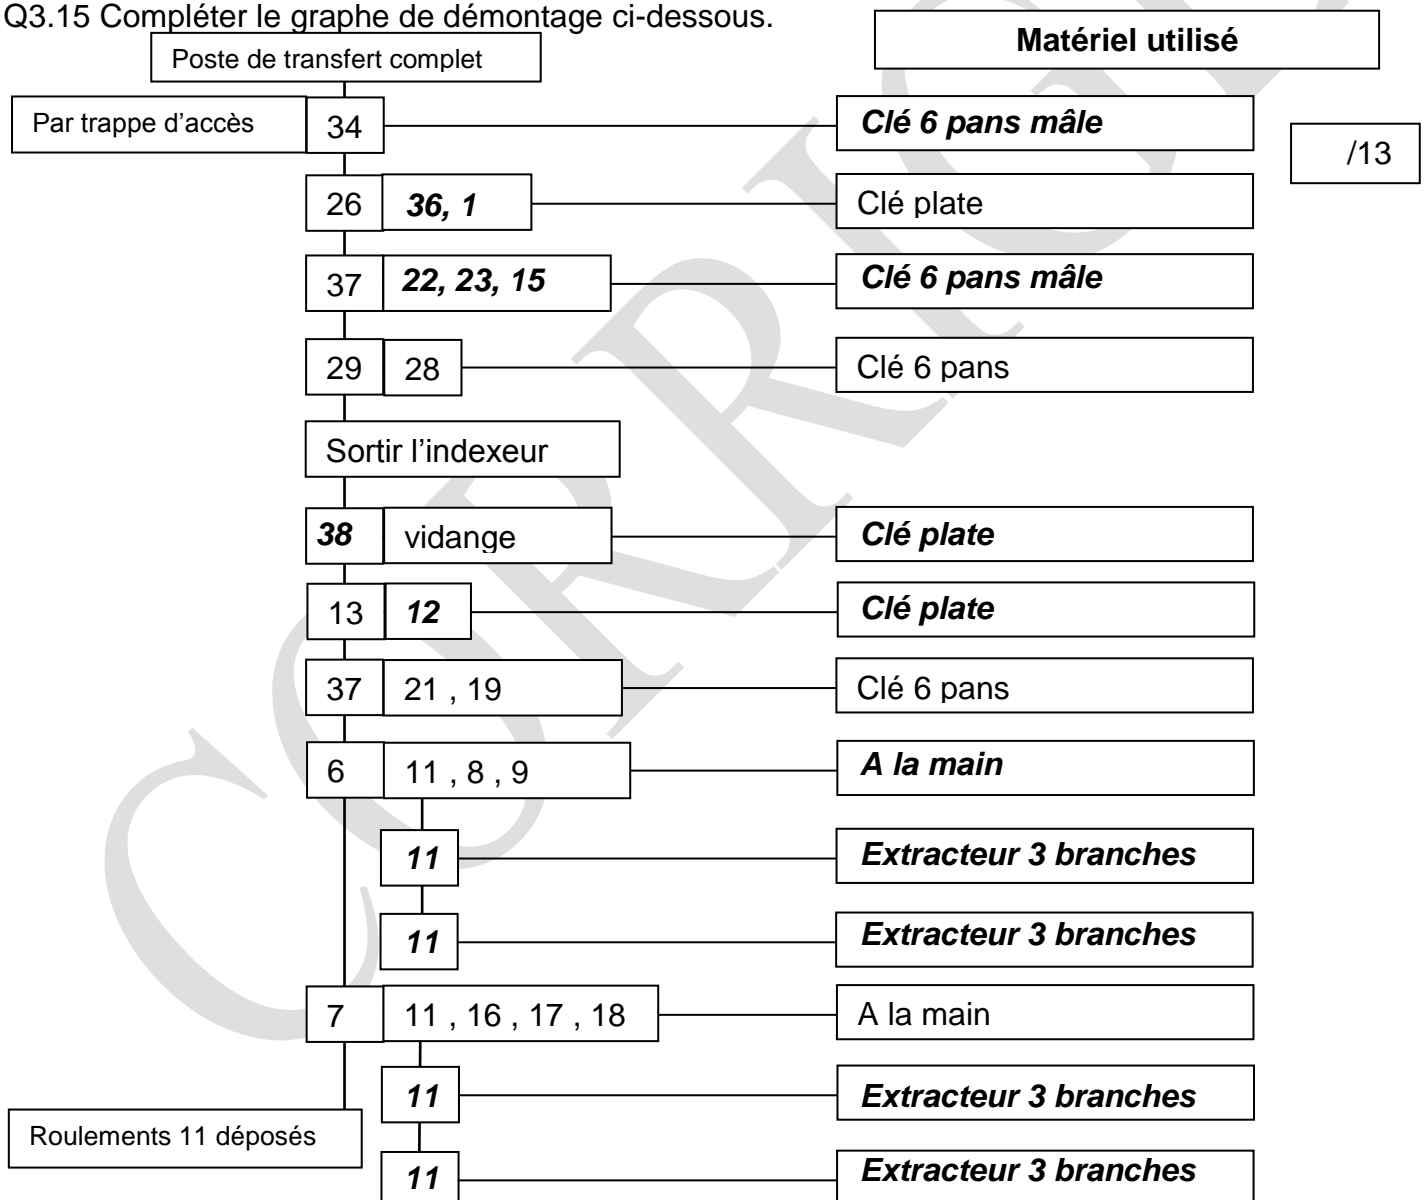 Q3.15 Compléter le graphe de démontage ci-dessous.
Matériel utilisé
Poste de transfert complet
Par trappe d'accès 34 Clé 6 pans mâle
/13
26 36, 1 Clé plate
37 22, 23, 15 Clé 6 pans mâle
29 28 Clé 6 pans
Sortir l'indexeur
38 vidange Clé plate
13 12 Clé plate
37 21 , 19 Clé 6 pans
6 11 , 8 , 9 A la main
11 Extracteur 3 branches
11 Extracteur 3 branches
7 11 , 16 , 17 , 18 A la main
11 Extracteur 3 branches
Roulements 11 déposés
11 Extracteur 3 branches
CORRIGE